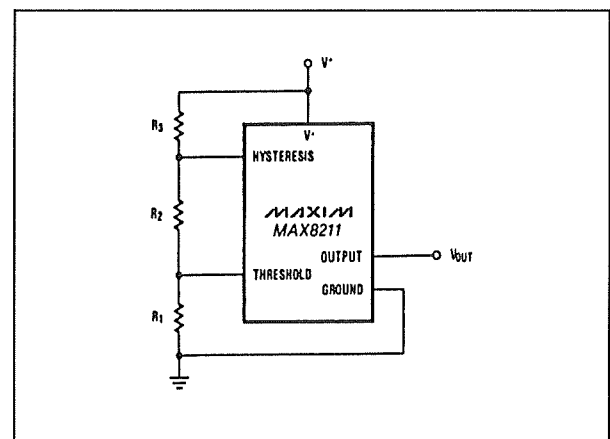 V+
R3
V+
HYSTERESIS
R2
MAXIM
MAX8211
OUTPUT
VOUT
THRESHOLD
GROUND
R1